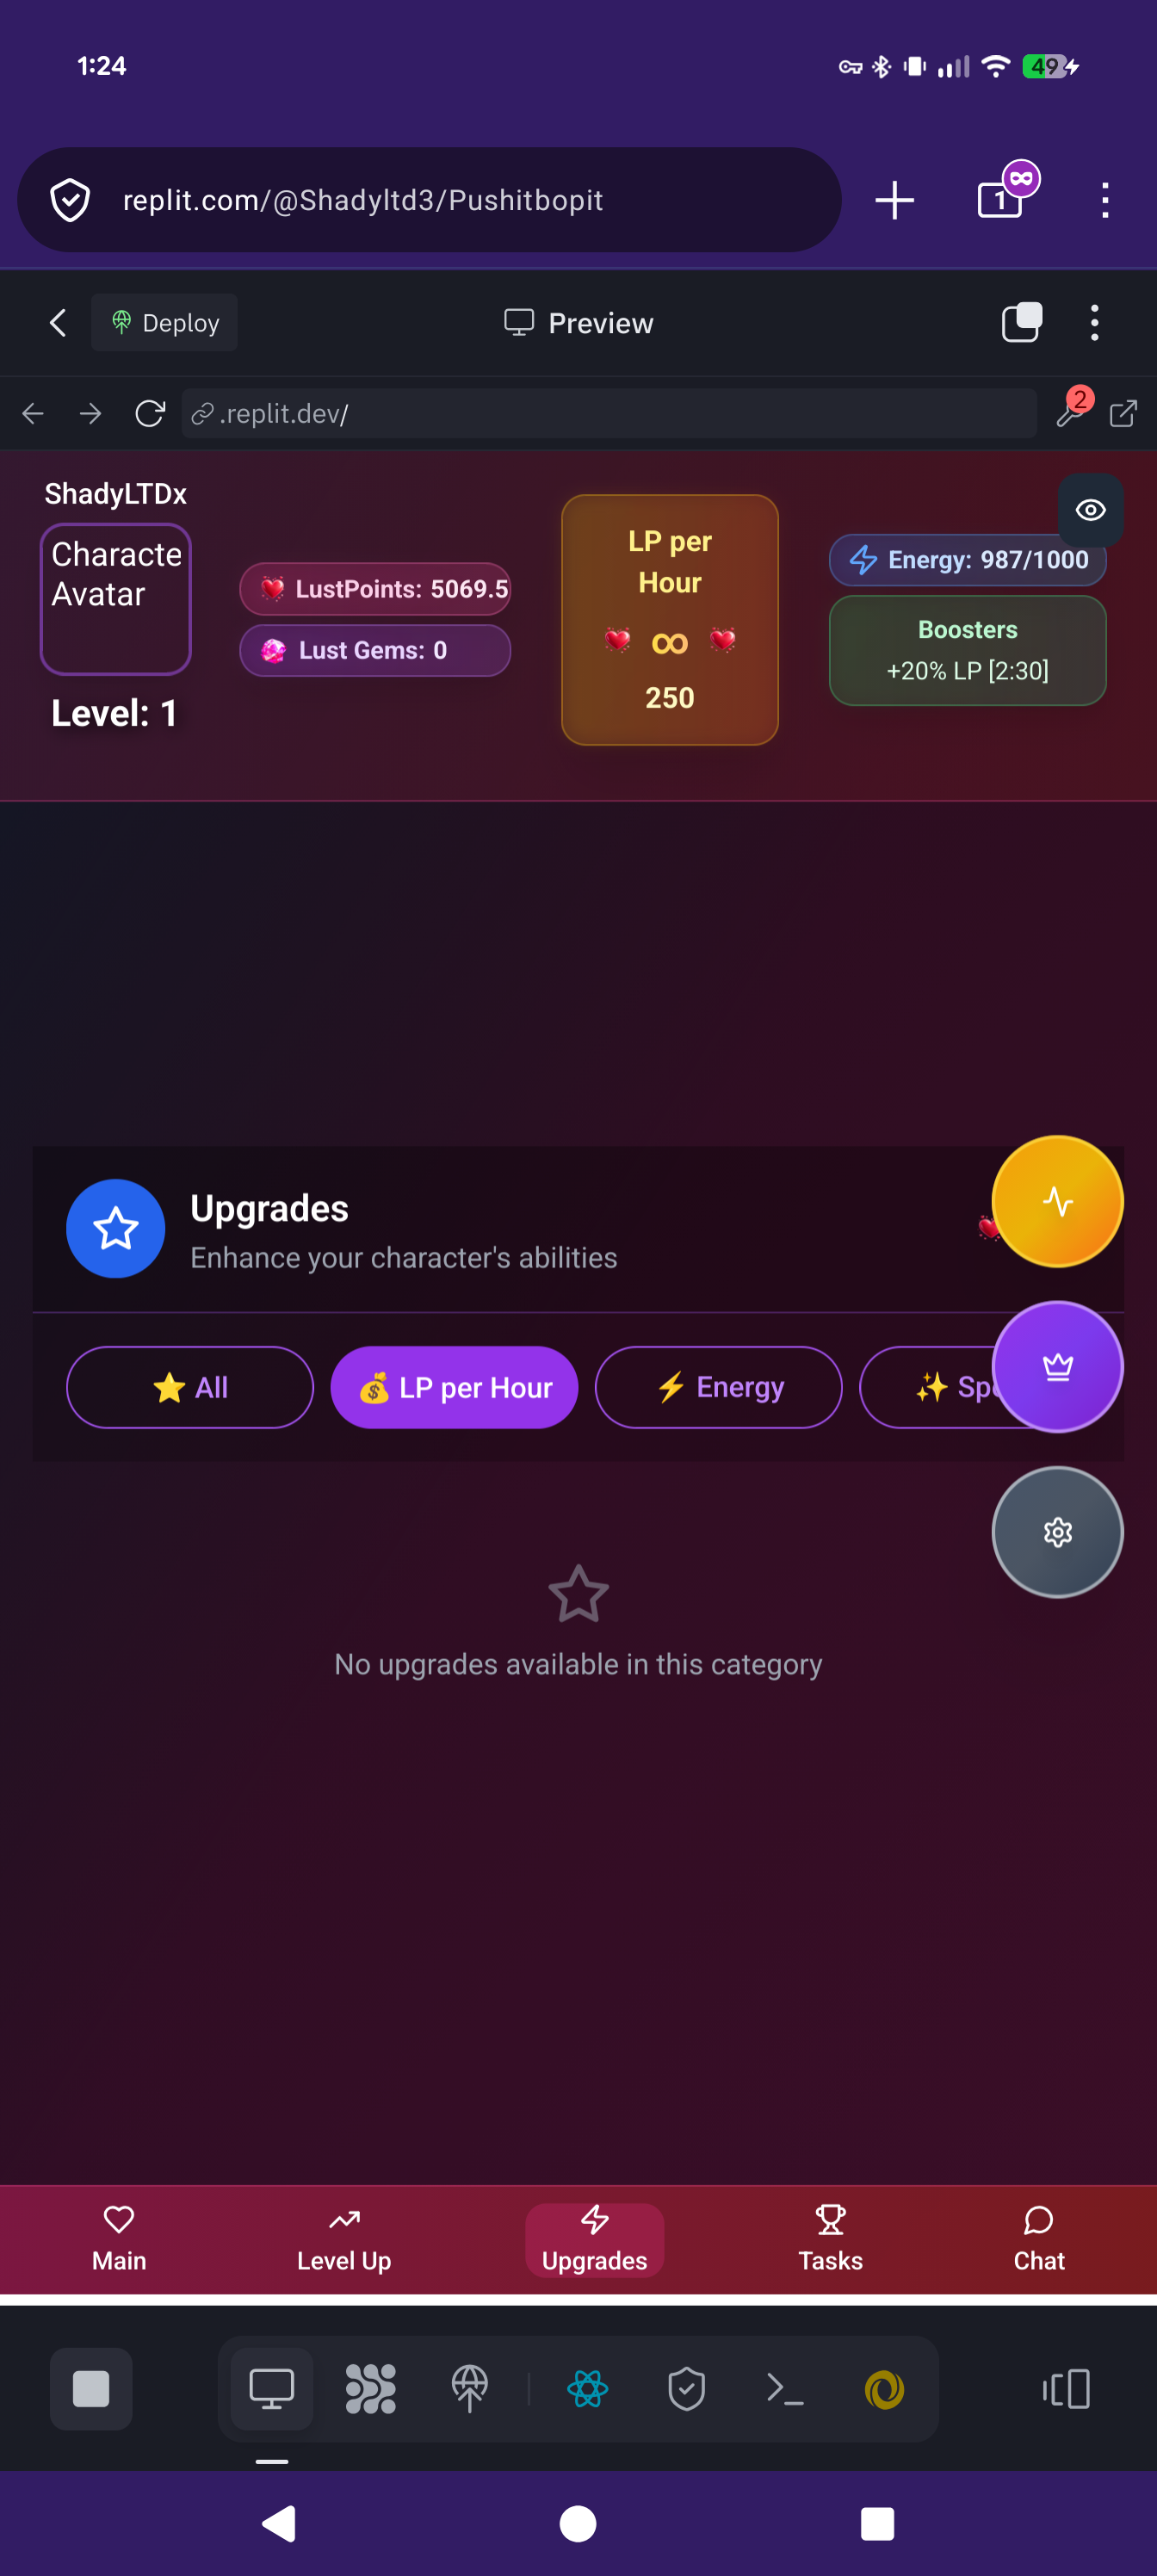 1:24
49
replit.com/@Shadyltd3/Pushitbopit
1
Deploy
Preview
.replit.dev/
2
ShadyLTDx
Characte
Avatar
Level: 1
LustPoints: 5069.5
Lust Gems: 0
LP per
Hour
∞
250
Energy: 987/1000
Boosters
+20% LP [2:30]
Upgrades
Enhance your character's abilities
All
LP per Hour
Energy
Sp
No upgrades available in this category
Main
Level Up
Upgrades
Tasks
Chat